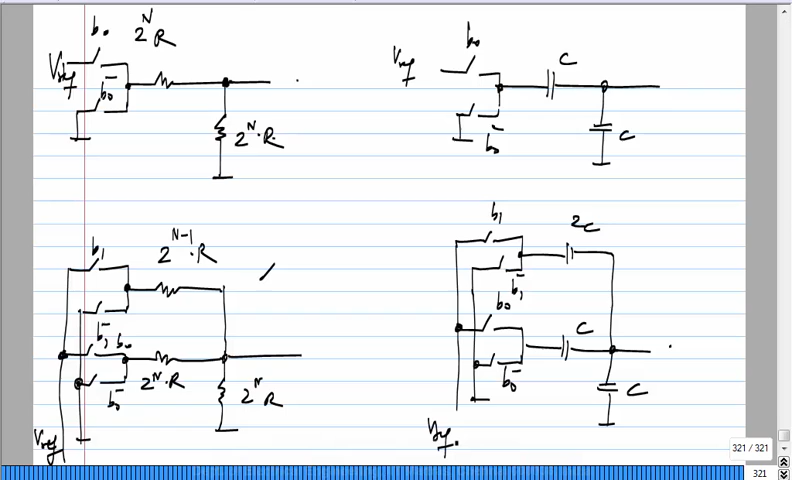 b₀ 2^N R
Vref
b̄₀
2^N·R
b₀ C
Vref
b̄₀
C
b₁ 2^(N-1)·R
b̄₁ b₀
2^N·R
b̄₀
2^N R
Vref
b₁ 2C
b̄₁
b₀
C
b̄₀
C
Vref.
321 / 321
321